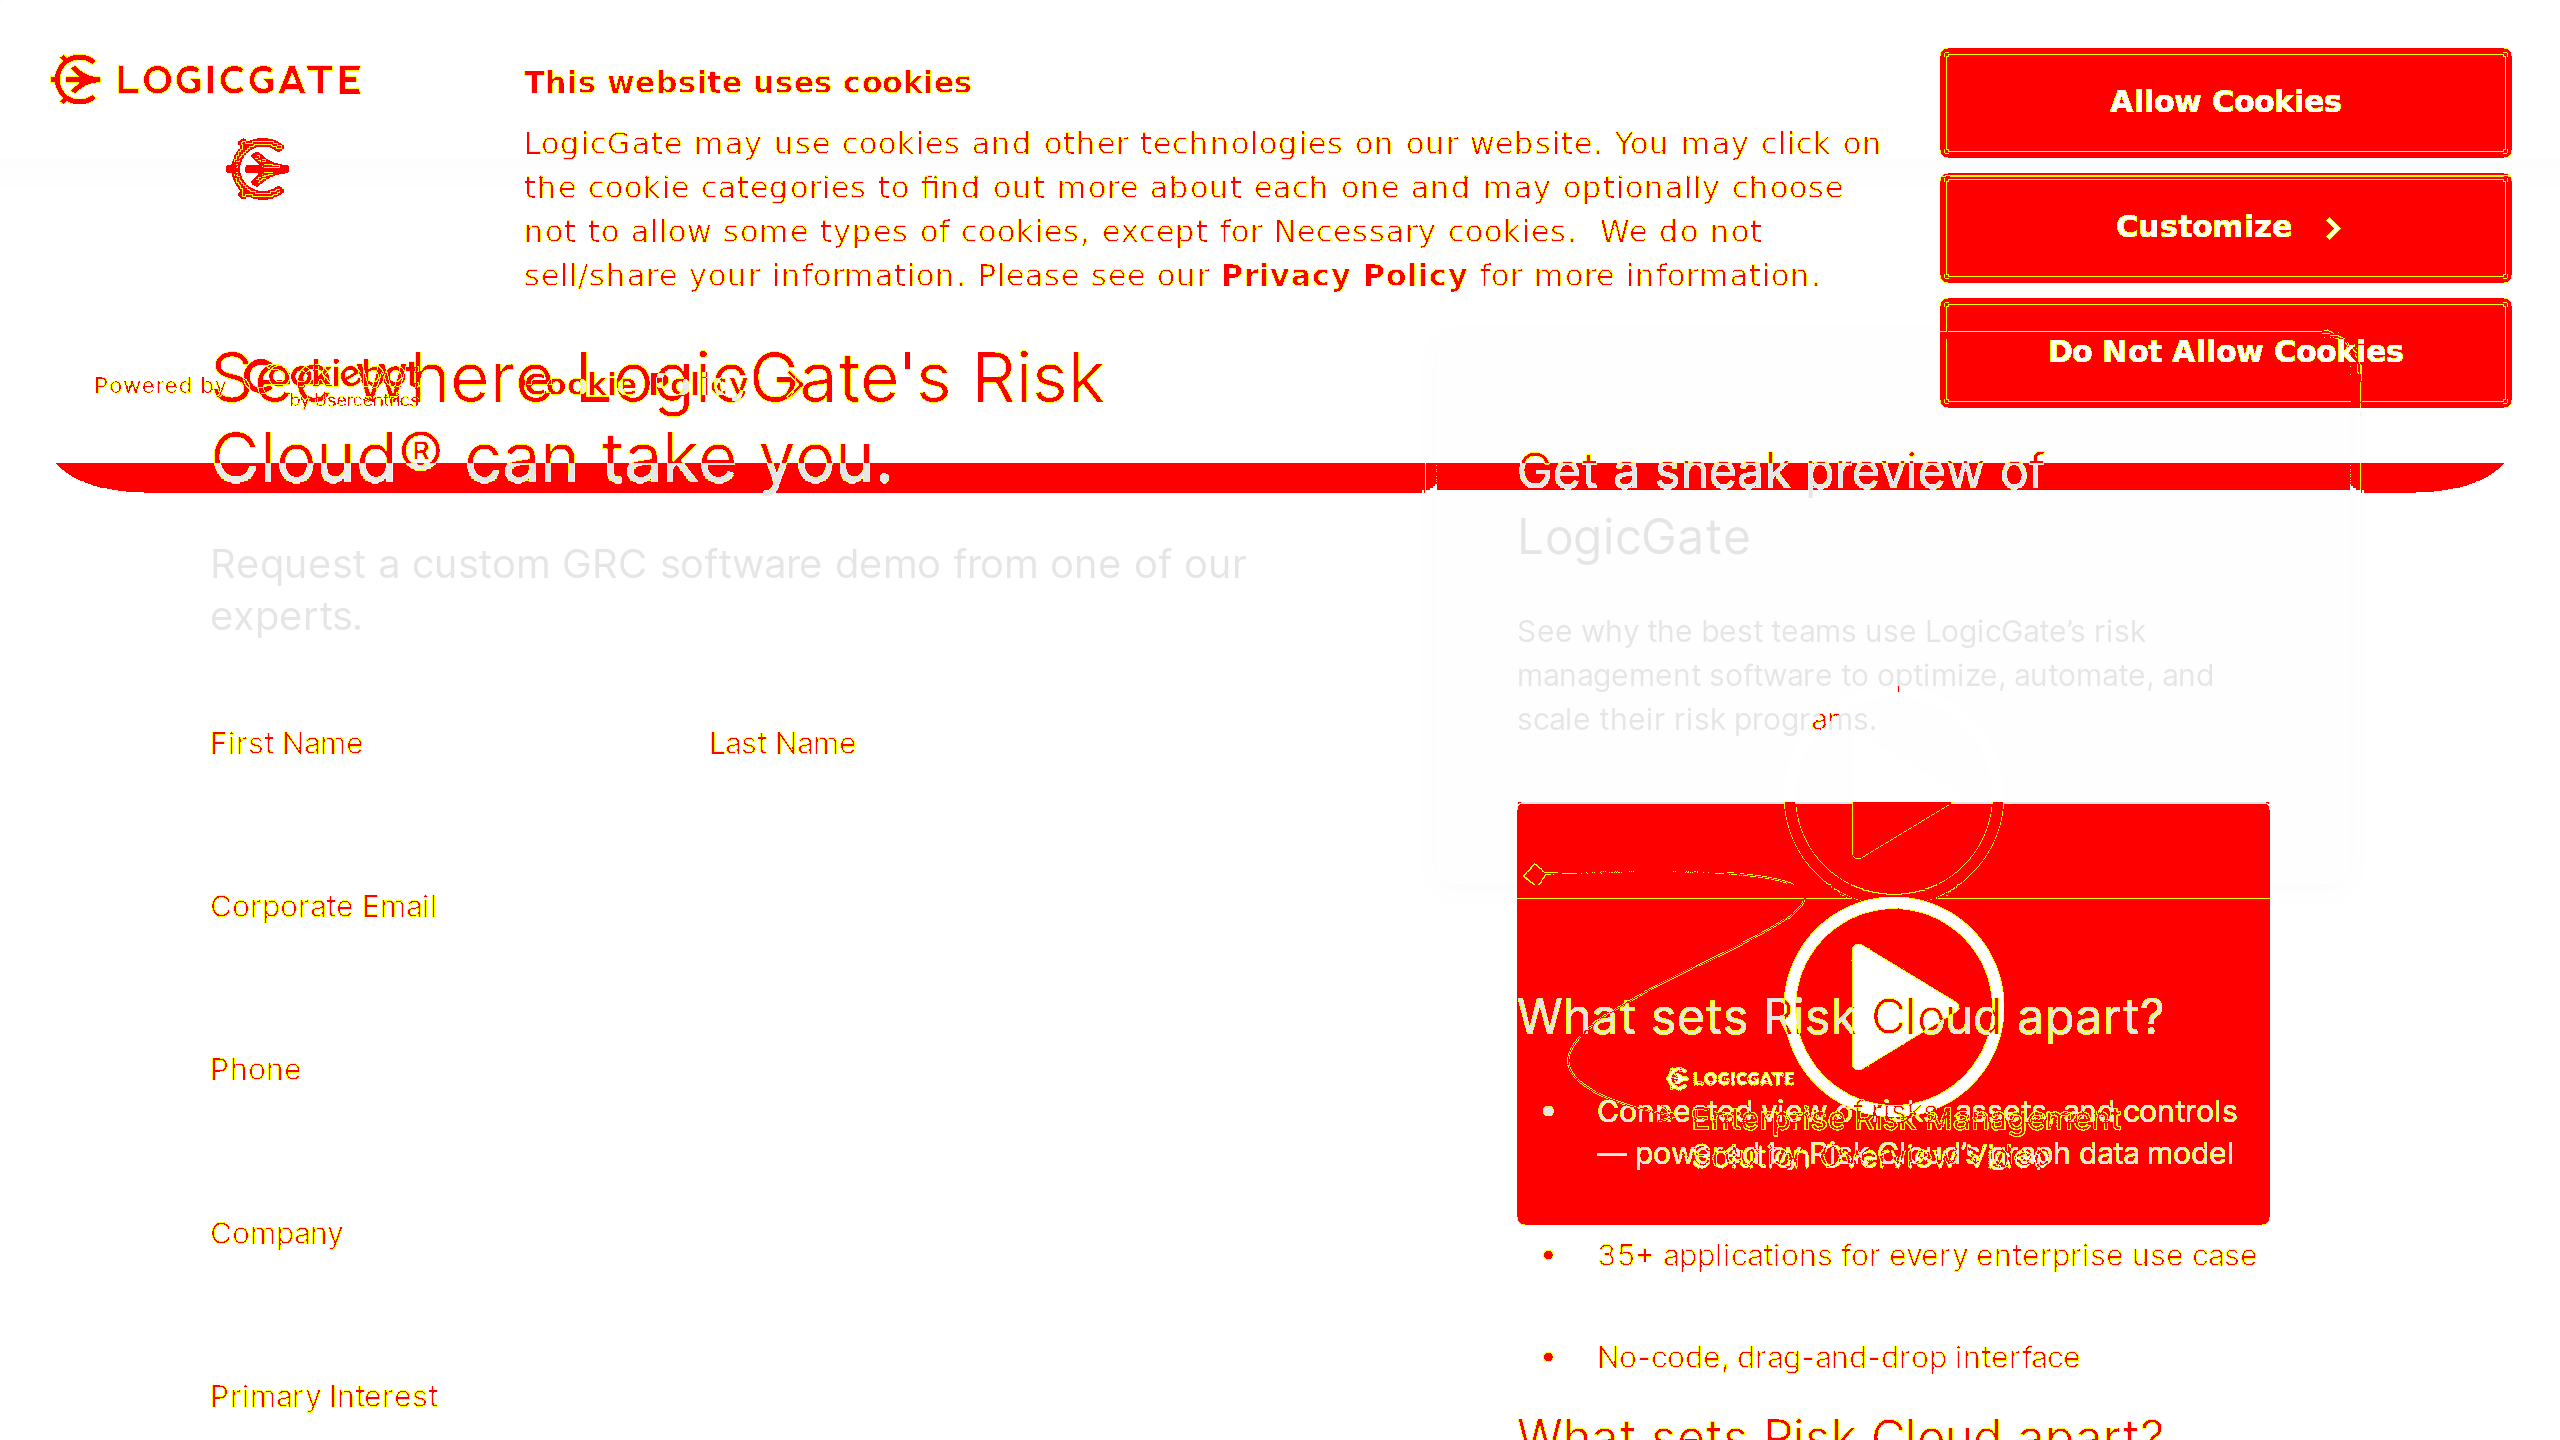 LOGICGATE
This website uses cookies
LogicGate may use cookies and other technologies on our website. You may click on
the cookie categories to find out more about each one and may optionally choose
not to allow some types of cookies, except for Necessary cookies. We do not
sell/share your information. Please see our Privacy Policy for more information.
Allow Cookies
Customize
Do Not Allow Cookies
Powered by
Cookiebot
by Usercentrics
Cookie Policy
See where LogicGate's Risk
Cloud® can take you.
Request a custom GRC software demo from one of our
experts.
First Name
Last Name
Corporate Email
Phone
Company
Primary Interest
Get a sneak preview of
LogicGate
See why the best teams use LogicGate’s risk
management software to optimize, automate, and
scale their risk programs.
What sets Risk Cloud apart?
LOGICGATE
Enterprise Risk Management
Solution Overview Video
• Connected view of risks, assets, and controls
— powered by Risk Cloud’s graph data model
• 35+ applications for every enterprise use case
• No-code, drag-and-drop interface
What sets Risk Cloud apart?